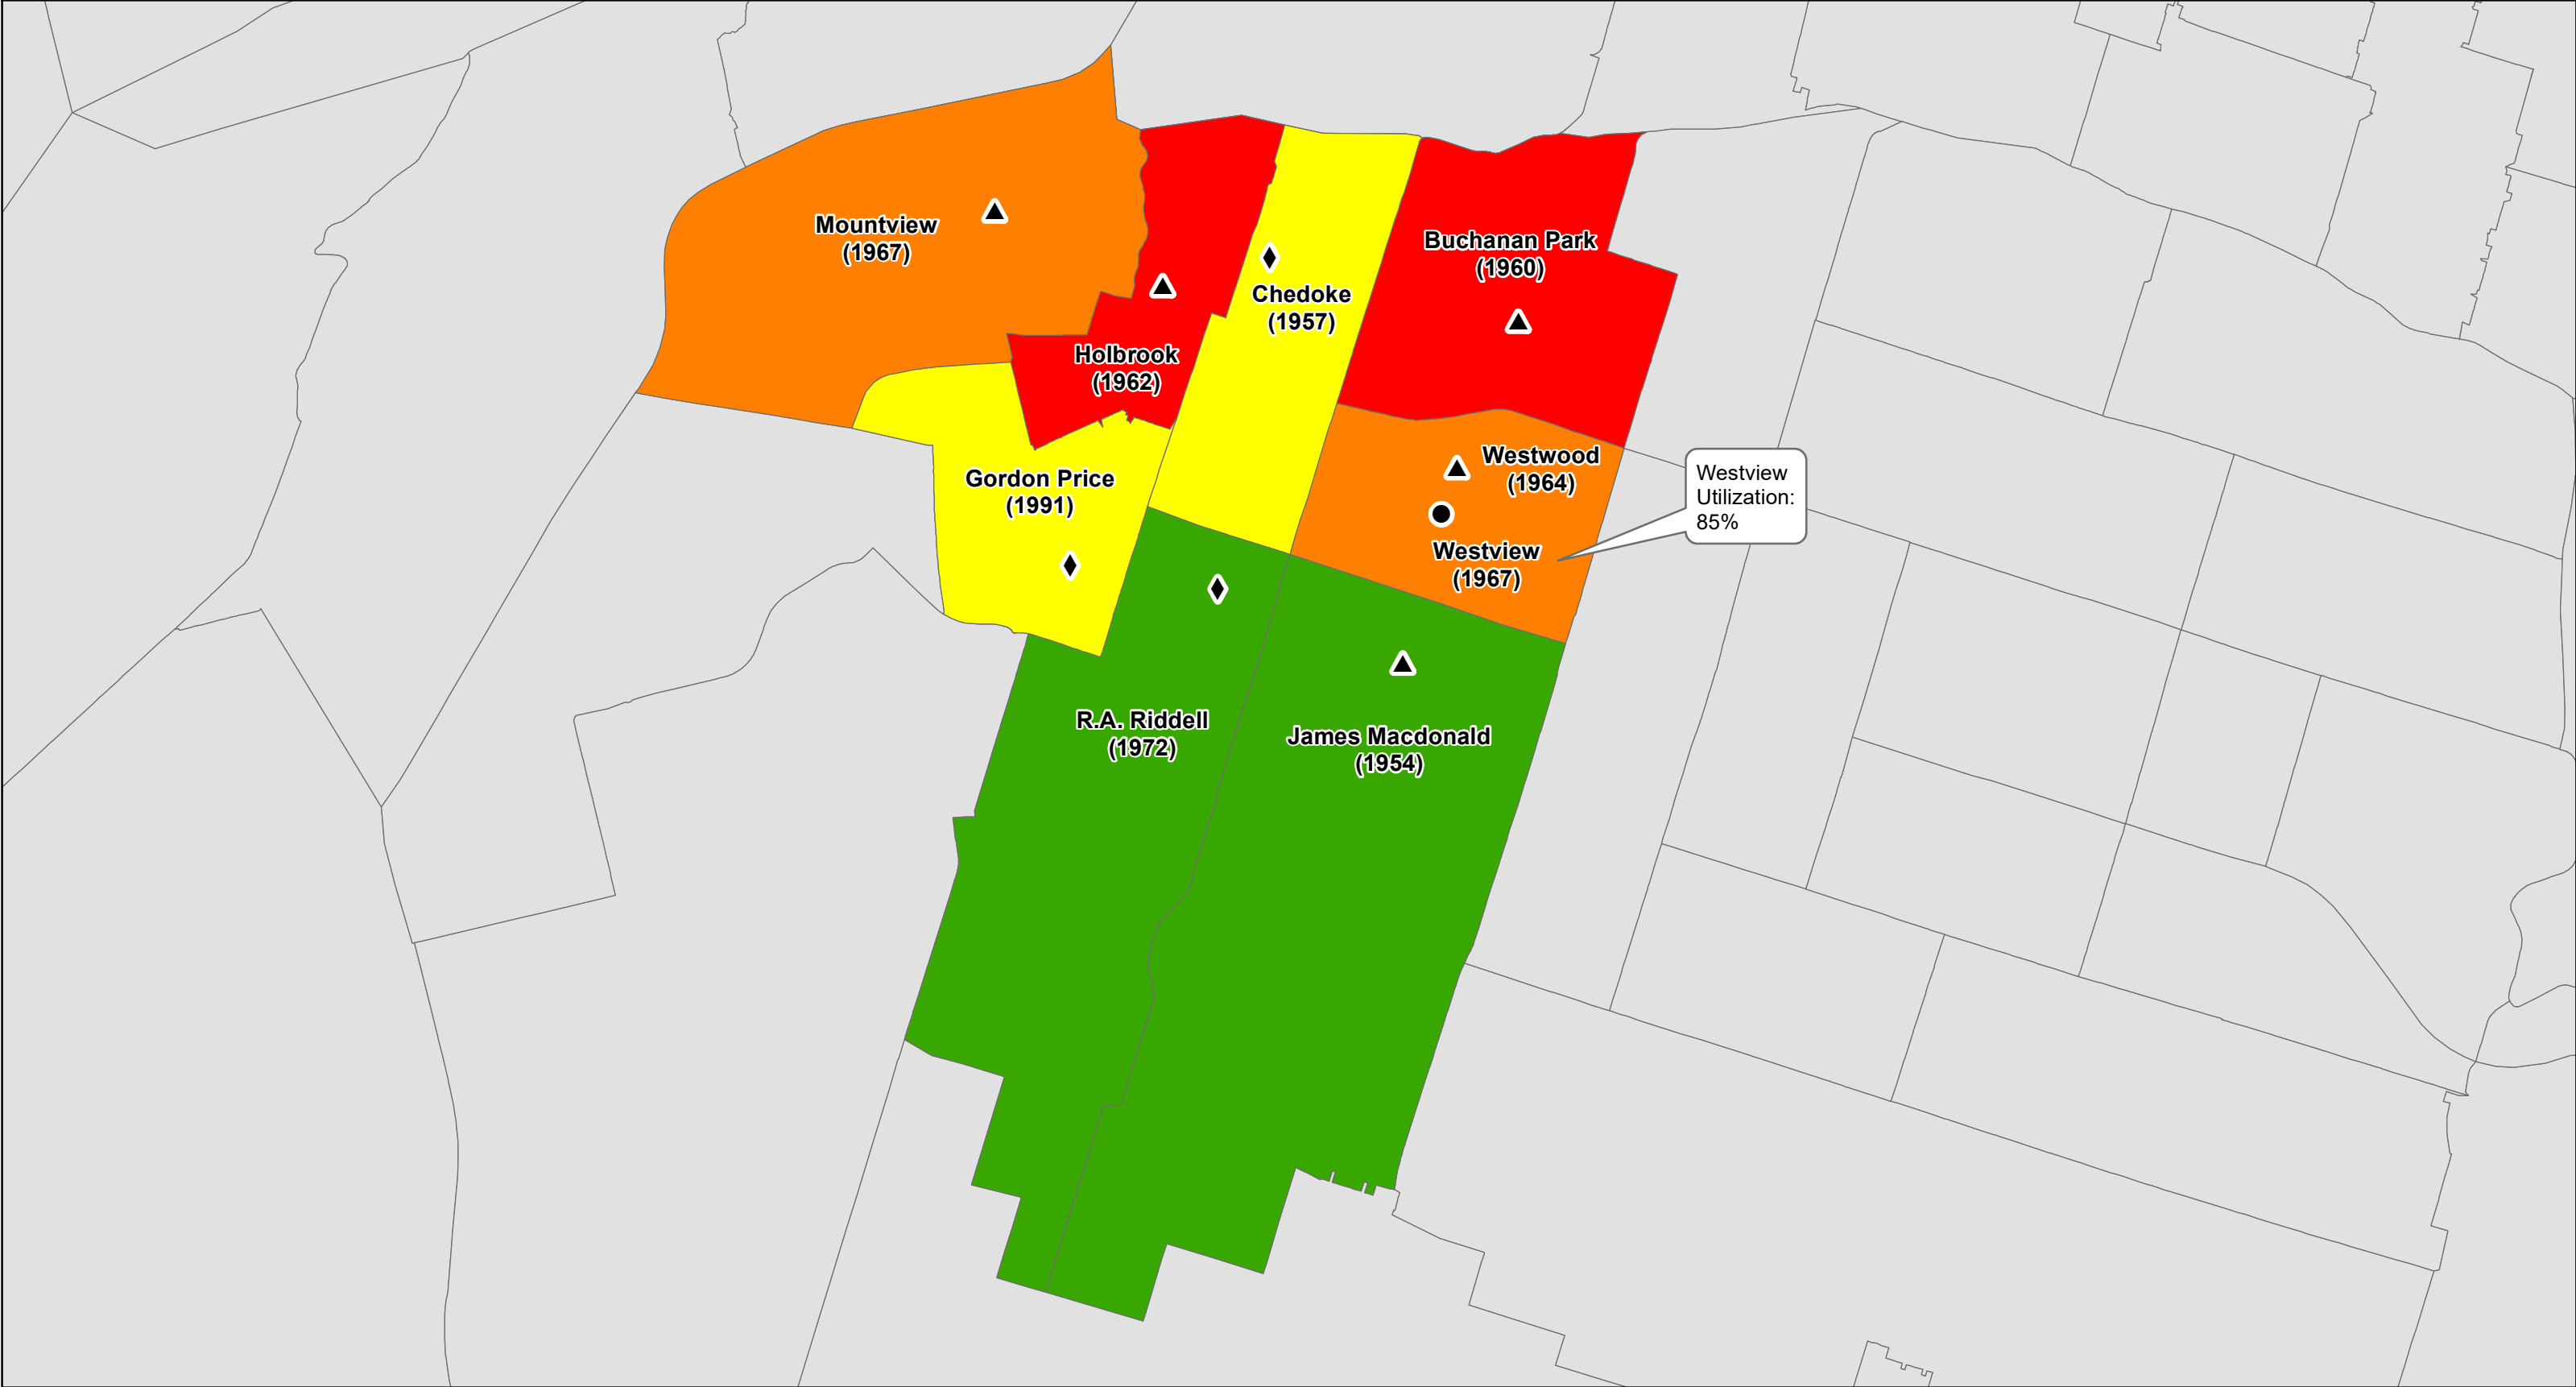 Mountview
(1967)
Buchanan Park
(1960)
Chedoke
(1957)
Holbrook
(1962)
Westwood
(1964)
Westview
Utilization:
85%
Gordon Price
(1991)
Westview
(1967)
R.A. Riddell
(1972)
James Macdonald
(1954)